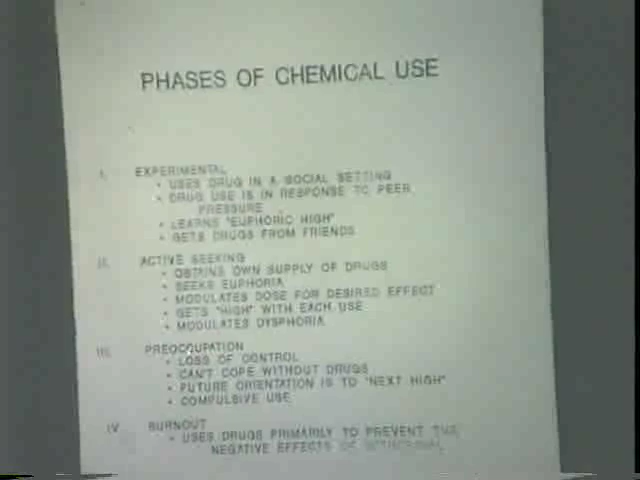 PHASES OF CHEMICAL USE
I. EXPERIMENTAL
• USES DRUG IN A SOCIAL SETTING
• DRUG USE IS IN RESPONSE TO PEER
PRESSURE
• LEARNS "EUPHORIC HIGH"
• GETS DRUGS FROM FRIENDS
II. ACTIVE SEEKING
• OBTAINS OWN SUPPLY OF DRUGS
• SEEKS EUPHORIA
• MODULATES DOSE FOR DESIRED EFFECT
• GETS "HIGH" WITH EACH USE
• MODULATES DYSPHORIA
III. PREOCCUPATION
• LOSS OF CONTROL
• CAN'T COPE WITHOUT DRUGS
• FUTURE ORIENTATION IS TO "NEXT HIGH"
• COMPULSIVE USE
IV. BURNOUT
• USES DRUGS PRIMARILY TO PREVENT THE
NEGATIVE EFFECTS OF WITHDRAWAL